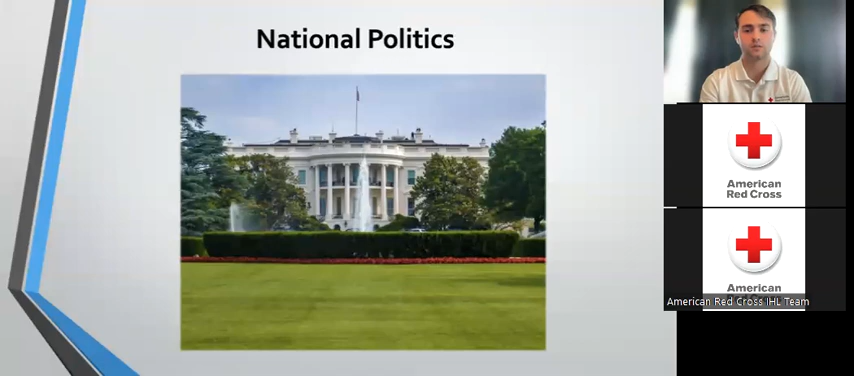 National Politics
American
Red Cross
American
American Red Cross IHL Team